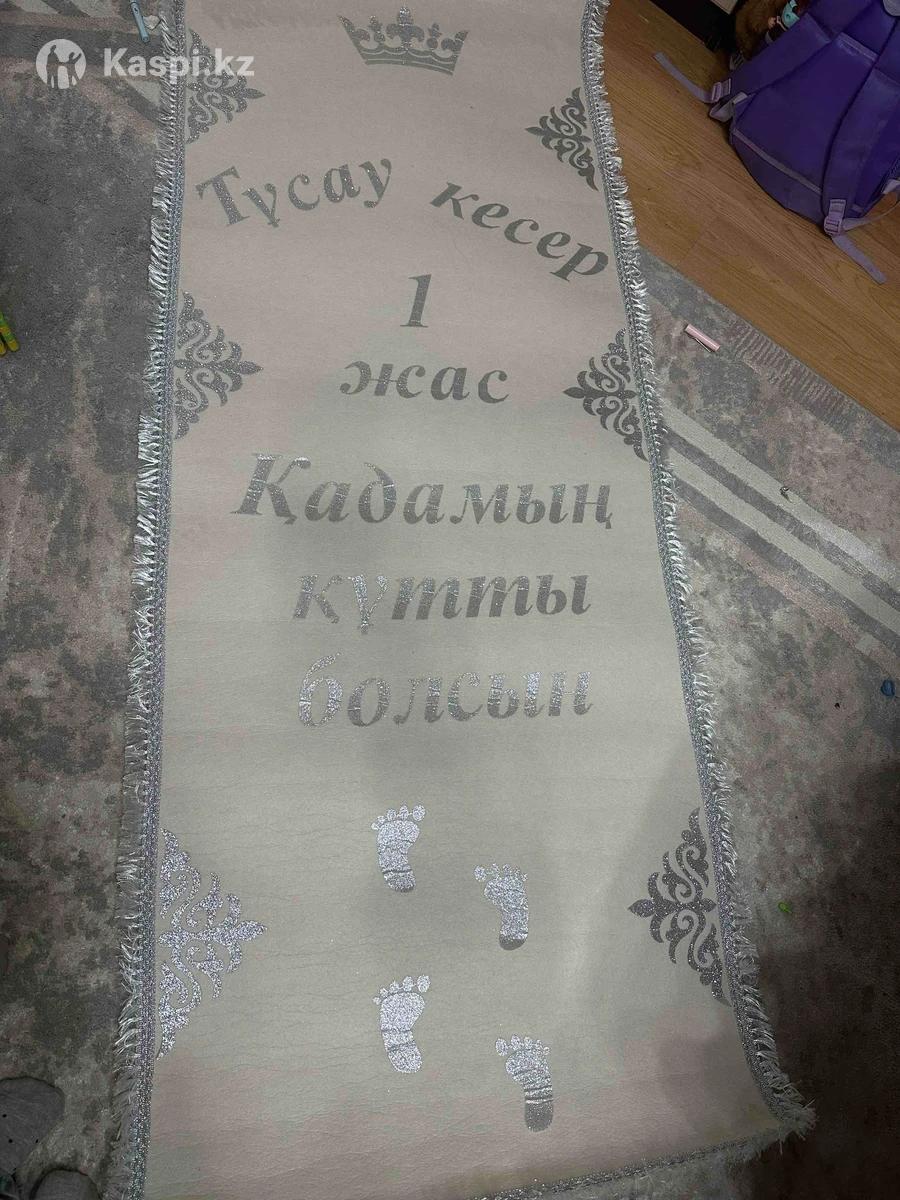 Kaspi.kz
Тұсау кесер
1
жас
Қадамың
құтты
болсын